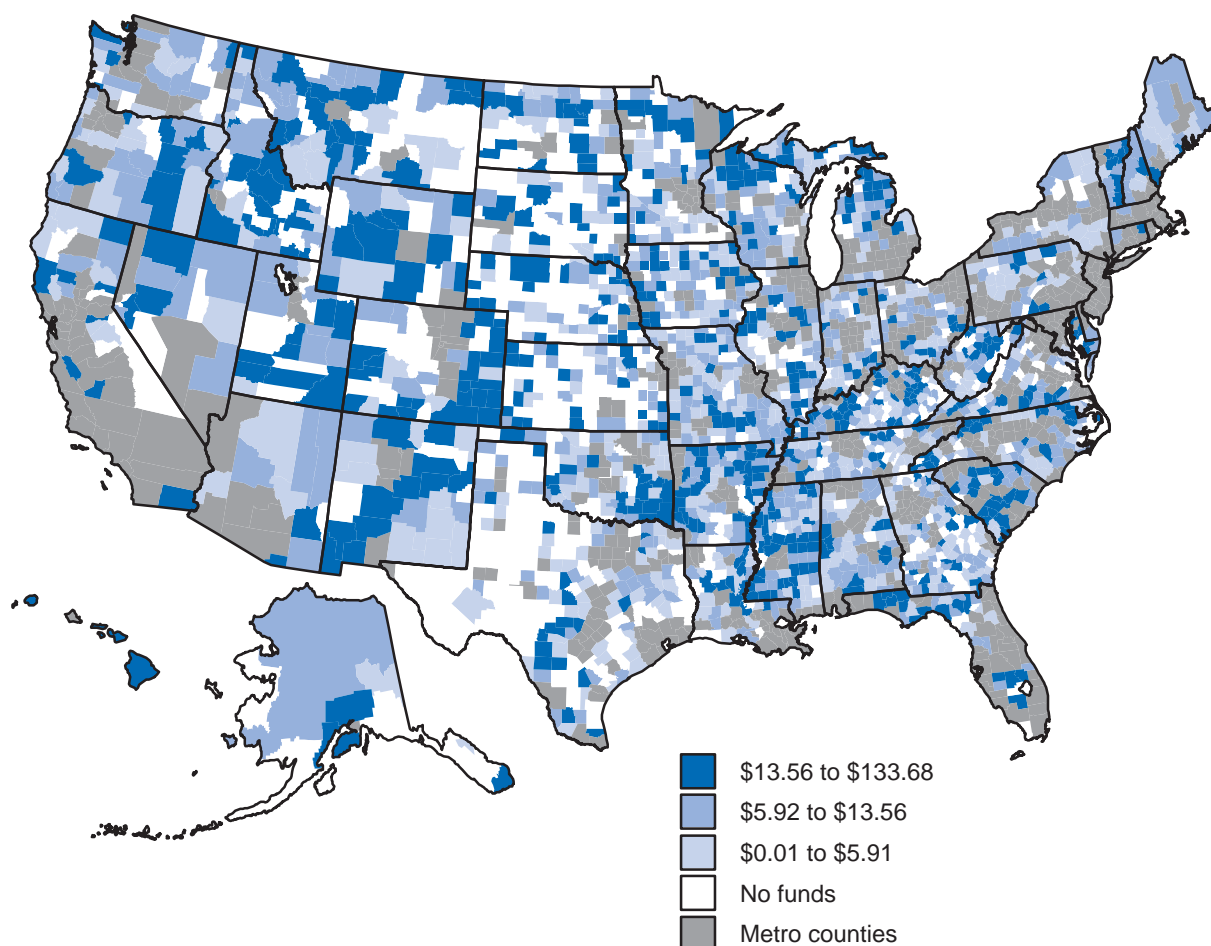 $13.56 to $133.68
$5.92 to $13.56
$0.01 to $5.91
No funds
Metro counties